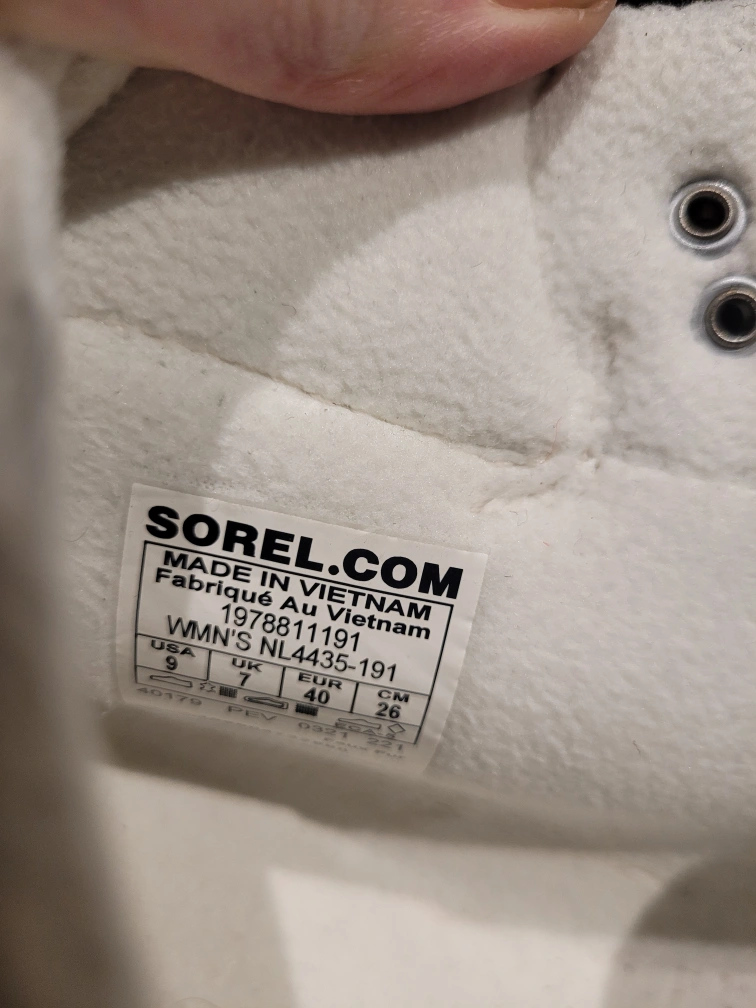 SOREL.COM
MADE IN VIETNAM
Fabriqué Au Vietnam
1978811191
WMN'S NL4435-191
USA UK EUR CM
9 7 40 26
40179 PEV 0321 221